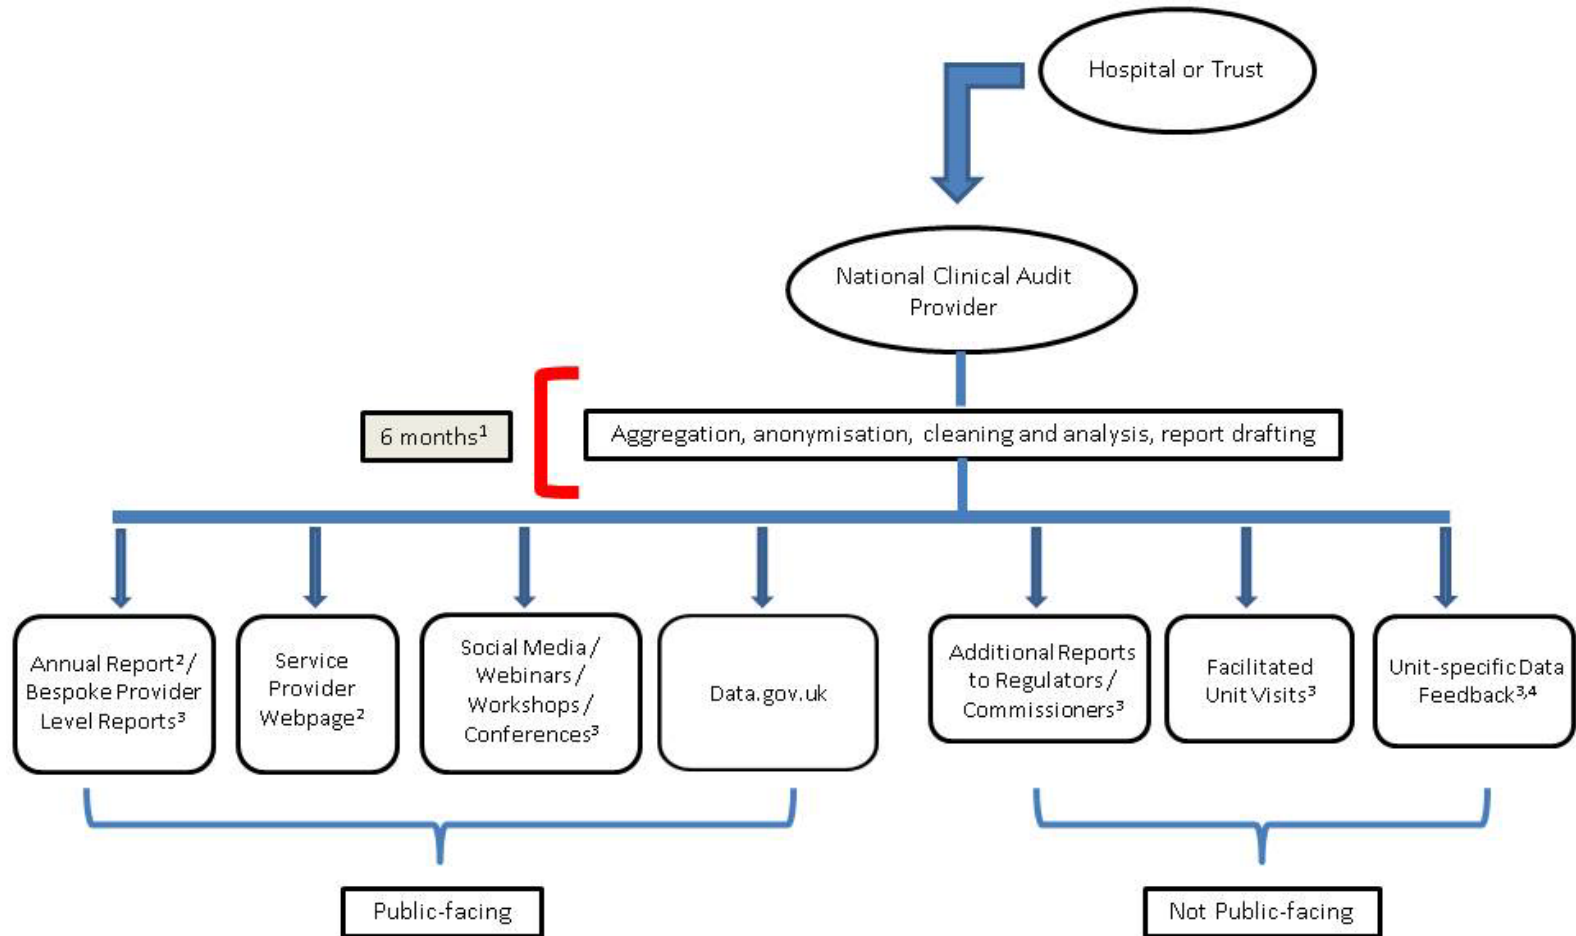 Hospital or Trust
National Clinical Audit
Provider
6 months¹
Aggregation, anonymisation, cleaning and analysis, report drafting
Annual Report²/
Bespoke Provider
Level Reports³
Service
Provider
Webpage²
Social Media /
Webinars /
Workshops /
Conferences³
Data.gov.uk
Additional Reports
to Regulators /
Commissioners³
Facilitated
Unit Visits³
Unit-specific Data
Feedback³,⁴
Public-facing
Not Public-facing